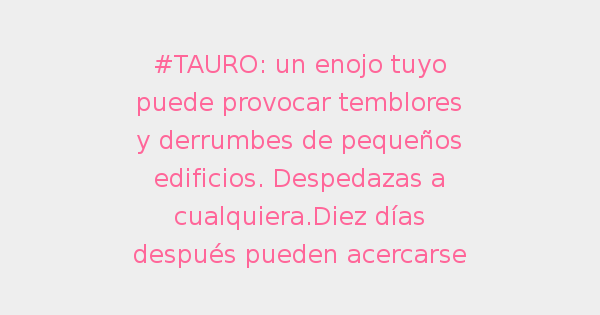 #TAURO: un enojo tuyo
puede provocar temblores
y derrumbes de pequeños
edificios. Despedazas a
cualquiera.Diez días
después pueden acercarse